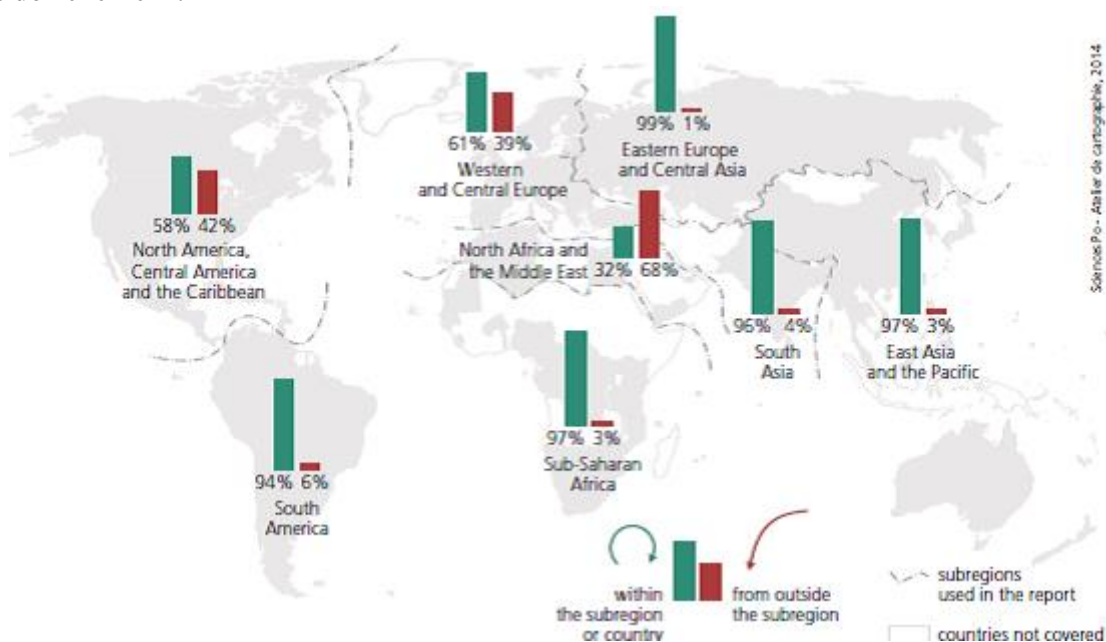 61% 39%
Western
and Central Europe
99% 1%
Eastern Europe
and Central Asia
58% 42%
North America,
Central America
and the Caribbean
North Africa and
the Middle East
32% 68%
96% 4%
South
Asia
97% 3%
East Asia
and the Pacific
97% 3%
Sub-Saharan
Africa
94% 6%
South
America
within
the subregion
or country
from outside
the subregion
subregions
used in the report
countries not covered
SciencesPo - Atelier de cartographie, 2014